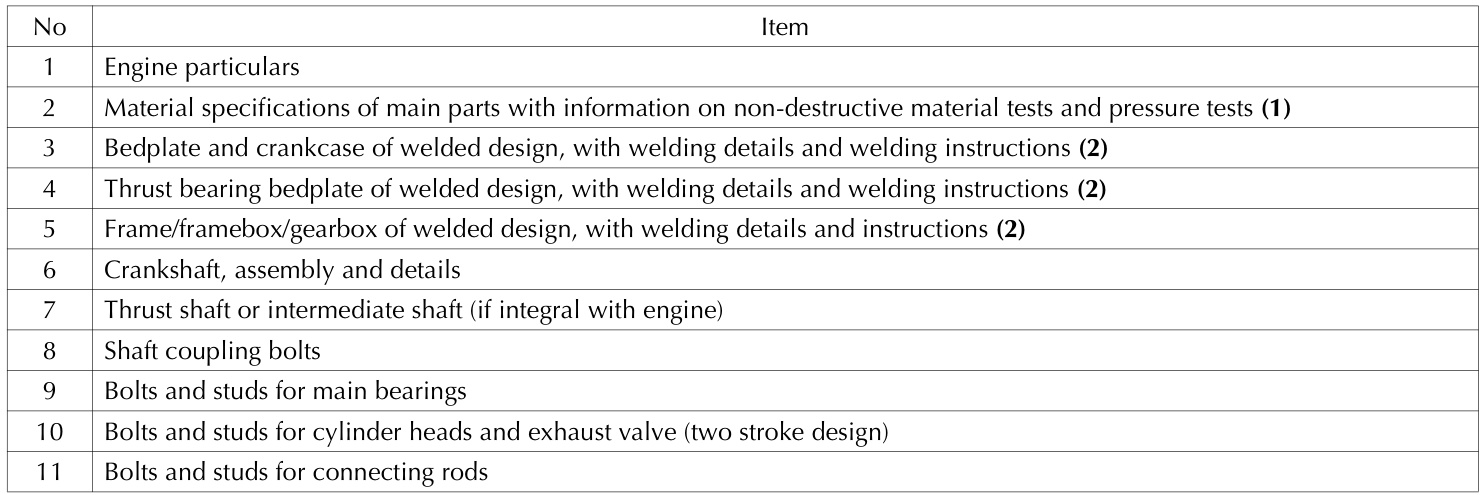 No Item
1 Engine particulars
2 Material specifications of main parts with information on non-destructive material tests and pressure tests (1)
3 Bedplate and crankcase of welded design, with welding details and welding instructions (2)
4 Thrust bearing bedplate of welded design, with welding details and welding instructions (2)
5 Frame/framebox/gearbox of welded design, with welding details and instructions (2)
6 Crankshaft, assembly and details
7 Thrust shaft or intermediate shaft (if integral with engine)
8 Shaft coupling bolts
9 Bolts and studs for main bearings
10 Bolts and studs for cylinder heads and exhaust valve (two stroke design)
11 Bolts and studs for connecting rods